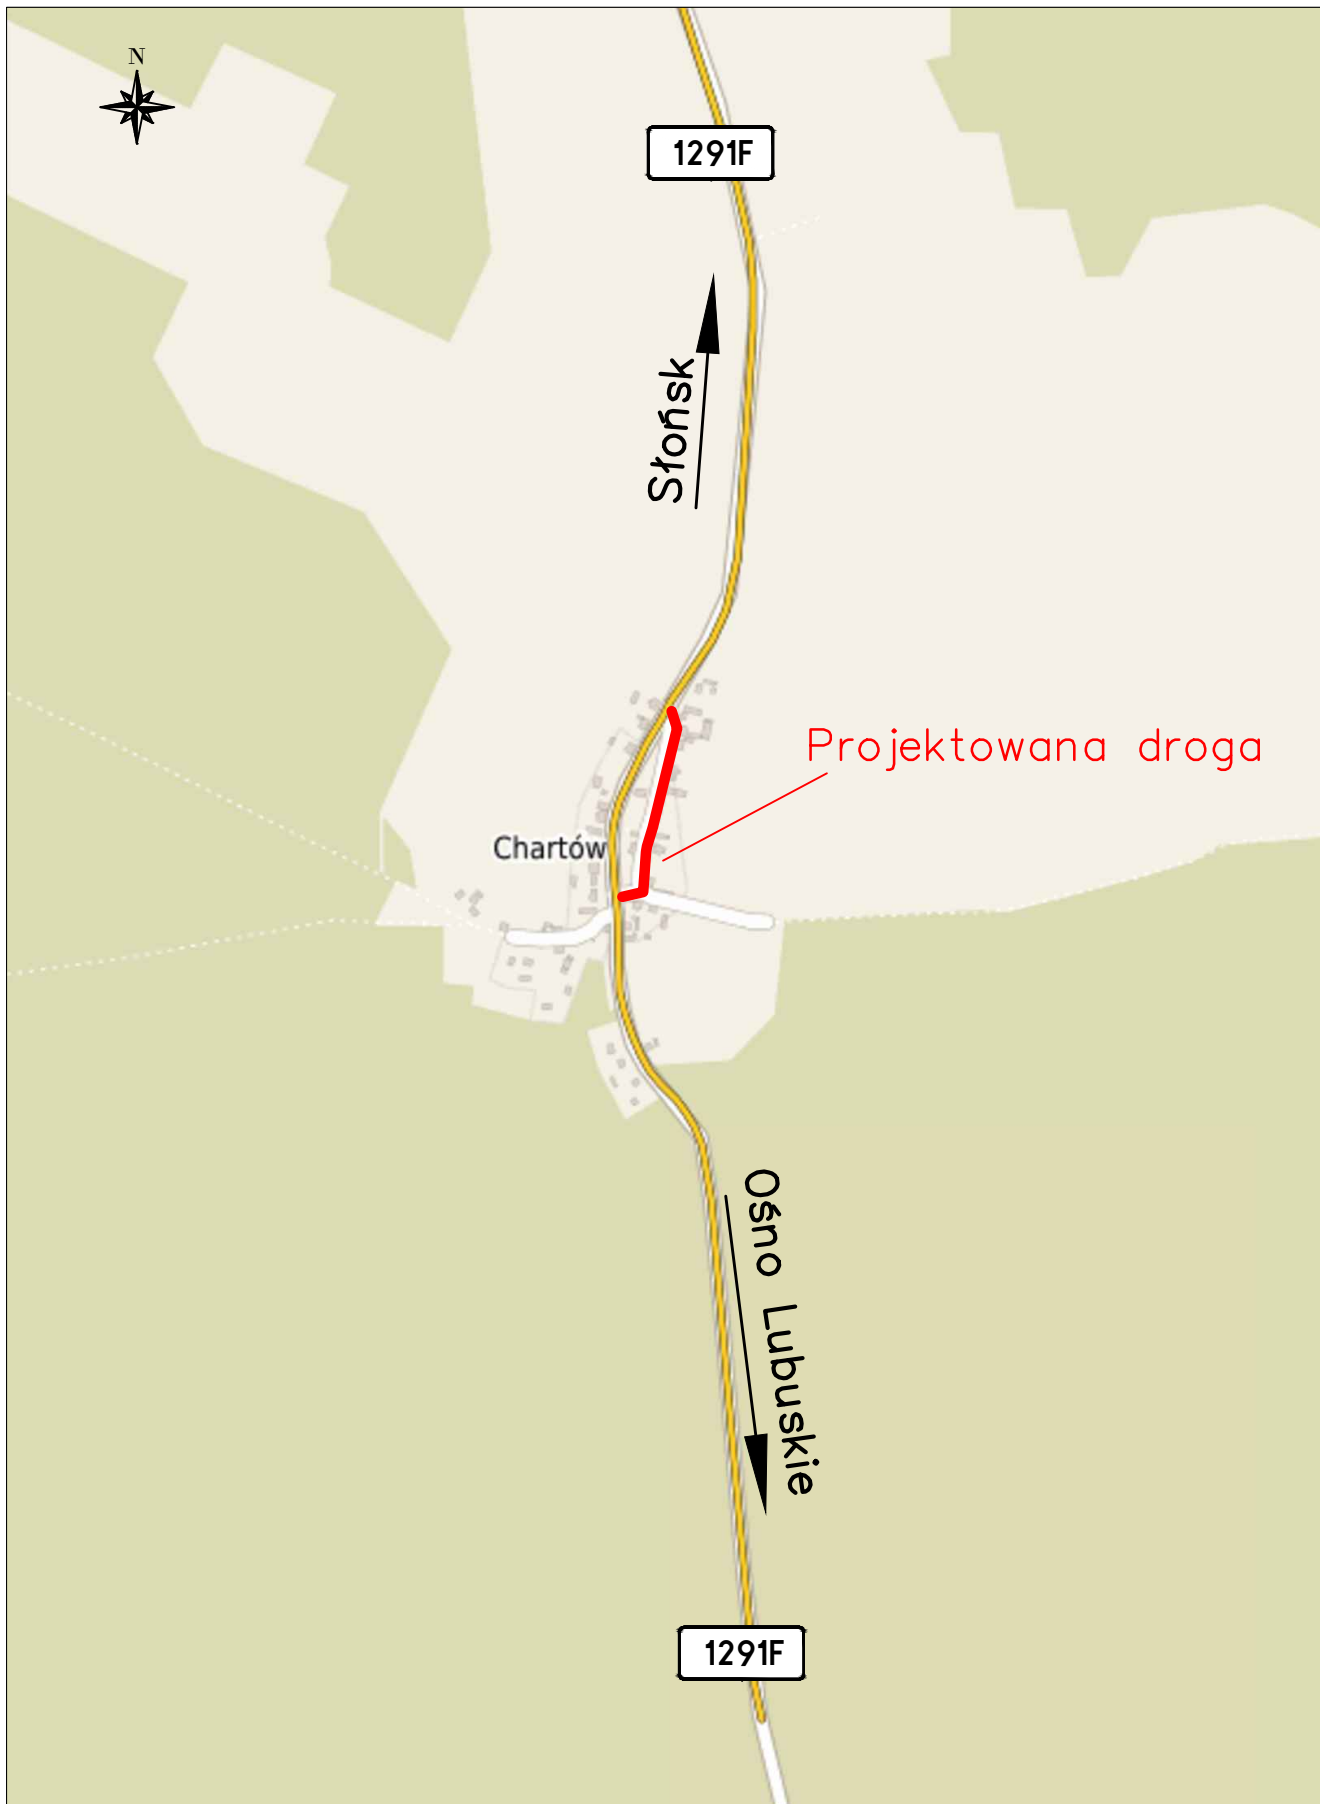 N
1291F
Słońsk
Projektowana droga
Chartów
Ośno Lubuskie
1291F